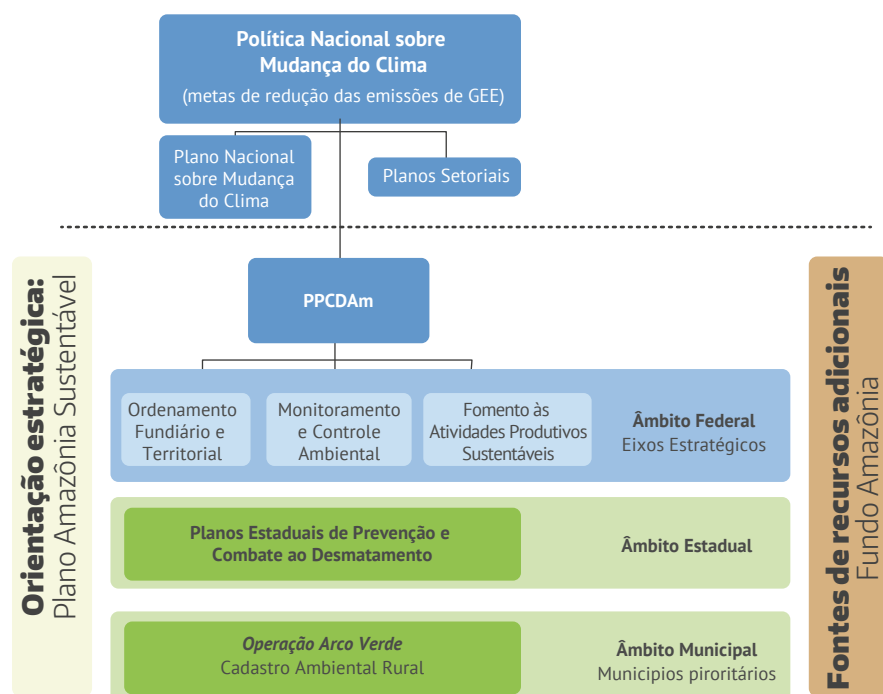 Política Nacional sobre
Mudança do Clima
(metas de redução das emissões de GEE)
Plano Nacional
sobre Mudança
do Clima
Planos Setoriais
Orientação estratégica:
Plano Amazônia Sustentável
PPCDAm
Ordenamento
Fundiário e
Territorial
Monitoramento
e Controle
Ambiental
Fomento às
Atividades Produtivos
Sustentáveis
Âmbito Federal
Eixos Estratégicos
Planos Estaduais de Prevenção e
Combate ao Desmatamento
Âmbito Estadual
Operação Arco Verde
Cadastro Ambiental Rural
Âmbito Municipal
Municipios piroritários
Fontes de recursos adicionais
Fundo Amazônia